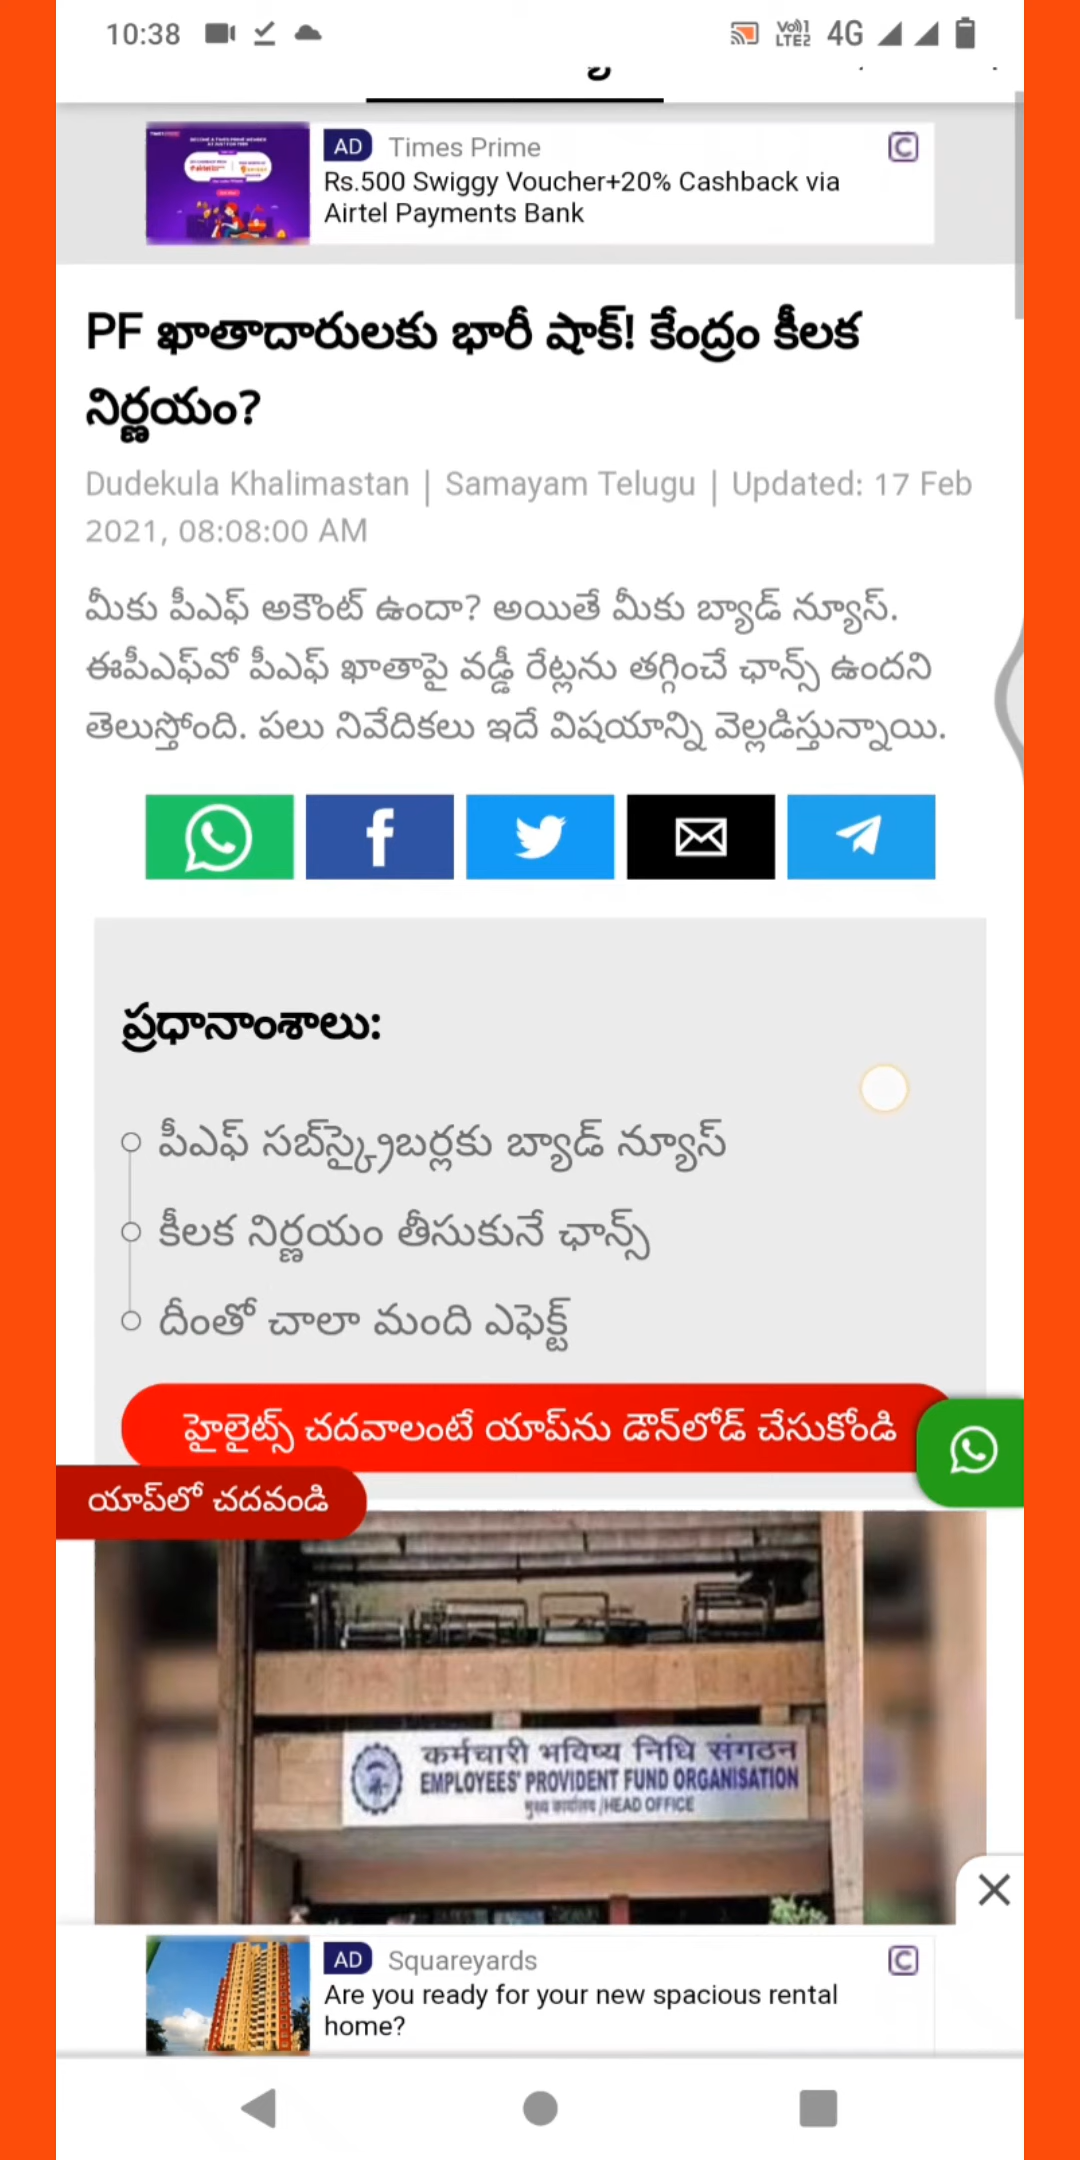 10:38
Vo)) 1
LTE2 4G
AD Times Prime
Rs.500 Swiggy Voucher+20% Cashback via
Airtel Payments Bank
PF ఖాతాదారులకు భారీ షాక్! కేంద్రం కీలక
నిర్ణయం?
Dudekula Khalimastan | Samayam Telugu | Updated: 17 Feb
2021, 08:08:00 AM
మీకు పీఎఫ్ అకౌంట్ ఉందా? అయితే మీకు బ్యాడ్ న్యూస్.
ఈపీఎఫ్‌వో పీఎఫ్ ఖాతాపై వడ్డీ రేట్లను తగ్గించే ఛాన్స్ ఉందని
తెలుస్తోంది. పలు నివేదికలు ఇదే విషయాన్ని వెల్లడిస్తున్నాయి.
ప్రధానాంశాలు:
పీఎఫ్ సబ్‌స్క్రైబర్లకు బ్యాడ్ న్యూస్
కీలక నిర్ణయం తీసుకునే ఛాన్స్
దీంతో చాలా మంది ఎఫెక్ట్
హైలైట్స్ చదవాలంటే యాప్‌ను డౌన్‌లోడ్ చేసుకోండి
యాప్‌లో చదవండి
कर्मचारी भविष्य निधि संगठन
EMPLOYEES' PROVIDENT FUND ORGANISATION
मुख्य कार्यालय /HEAD OFFICE
AD Squareyards
Are you ready for your new spacious rental
home?